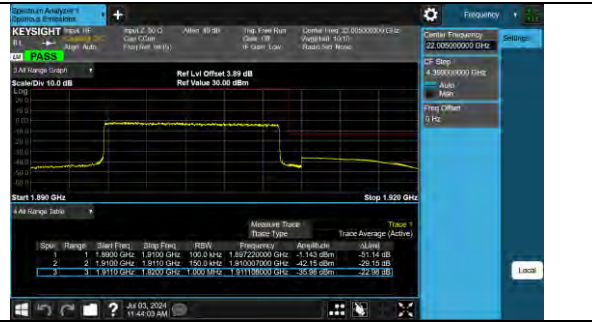 Spectrum Analyzer 1
Spurious Emissions
+
Frequency
KEYSIGHT Input: RF
Input Z: 50 Ω
Atten: 40 dB
Trig: Free Run
Center Freq: 22.005000000 GHz
RL
Align: Auto
Gate: Off
IF Gain: Low
Radio Std: None
LW PASS
Center Frequency
22.005000000 GHz
Settings
CF Step
4.399000000 GHz
Auto
Man
Freq Offset
0 Hz
3 All Range Graph
Scale/Div 10.0 dB
Ref Lvl Offset 3.89 dB
Ref Value 30.00 dBm
Log
20.0
10.0
0.00
Start 1.890 GHz
Stop 1.920 GHz
4 All Range Table
Measure Trace Trace 1
Trace Type Trace Average (Active)
Spur Range Start Freq Stop Freq RBW Frequency Amplitude ΔLimit
1 1 1.8900 GHz 1.9100 GHz 100.0 kHz 1.897220000 GHz -1.143 dBm -51.14 dB
2 2 1.9100 GHz 1.9110 GHz 150.0 kHz 1.910007000 GHz -42.15 dBm -29.15 dB
3 3 1.9110 GHz 1.9200 GHz 1.000 MHz 1.911108000 GHz -35.98 dBm -22.98 dB
Local
?
Jul 03, 2024
11:44:03 AM